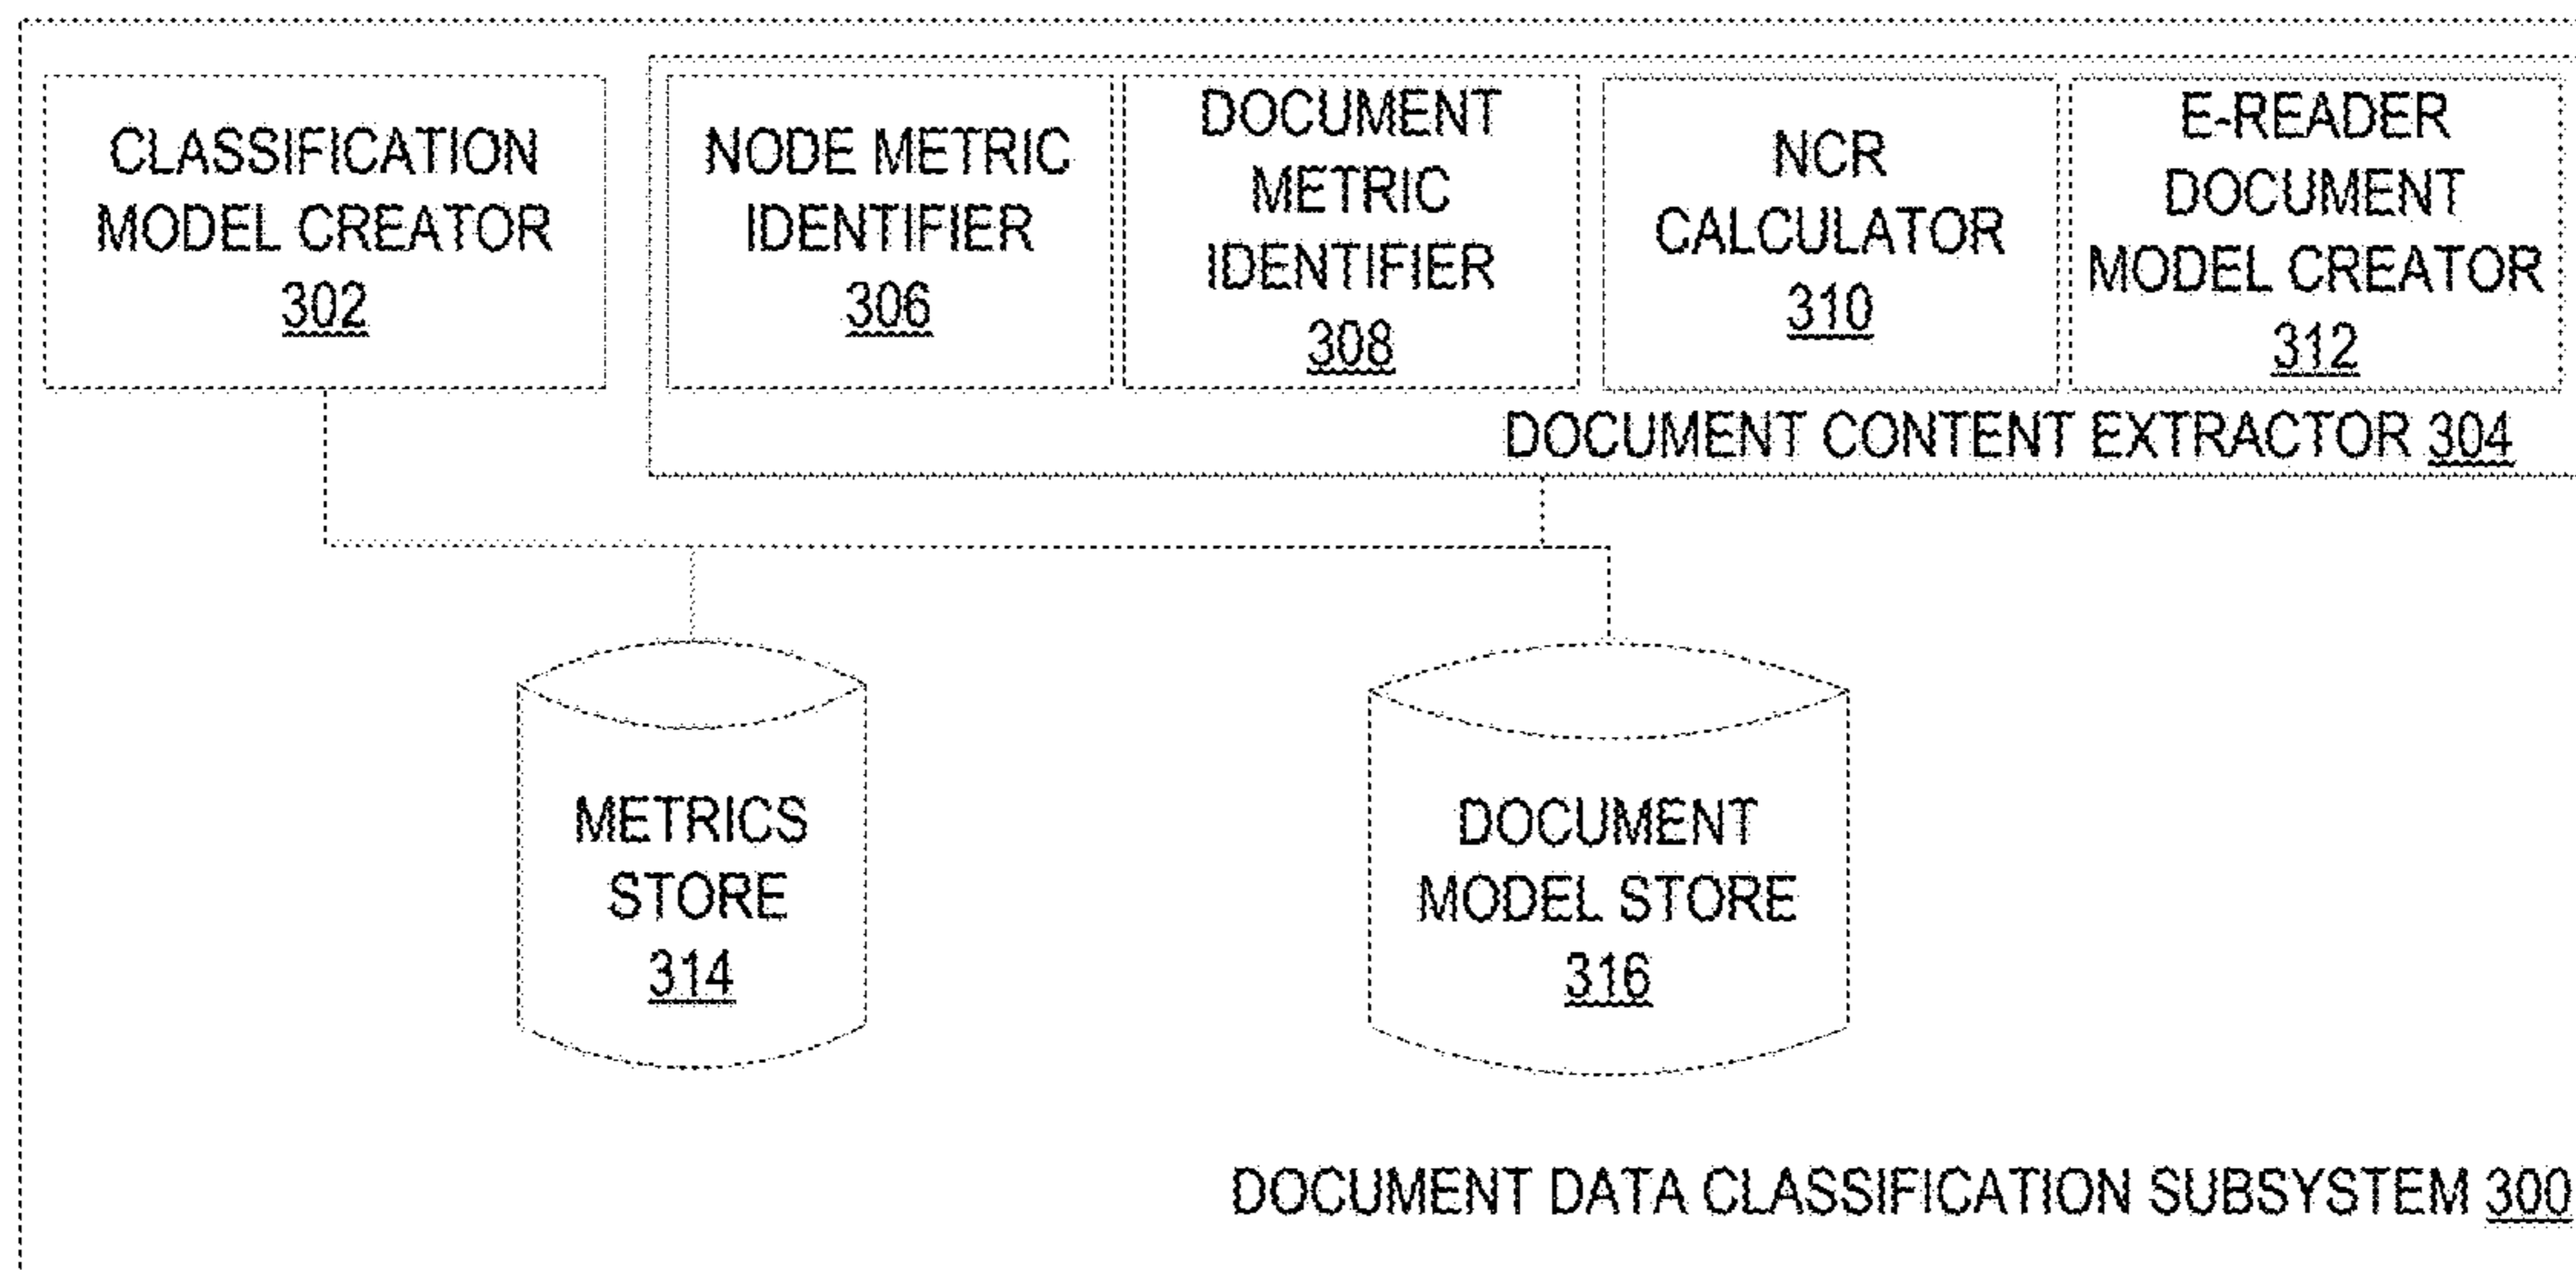 CLASSIFICATION
MODEL CREATOR
302
NODE METRIC
IDENTIFIER
306
DOCUMENT
METRIC
IDENTIFIER
308
NCR
CALCULATOR
310
E-READER
DOCUMENT
MODEL CREATOR
312
DOCUMENT CONTENT EXTRACTOR 304
METRICS
STORE
314
DOCUMENT
MODEL STORE
316
DOCUMENT DATA CLASSIFICATION SUBSYSTEM 300